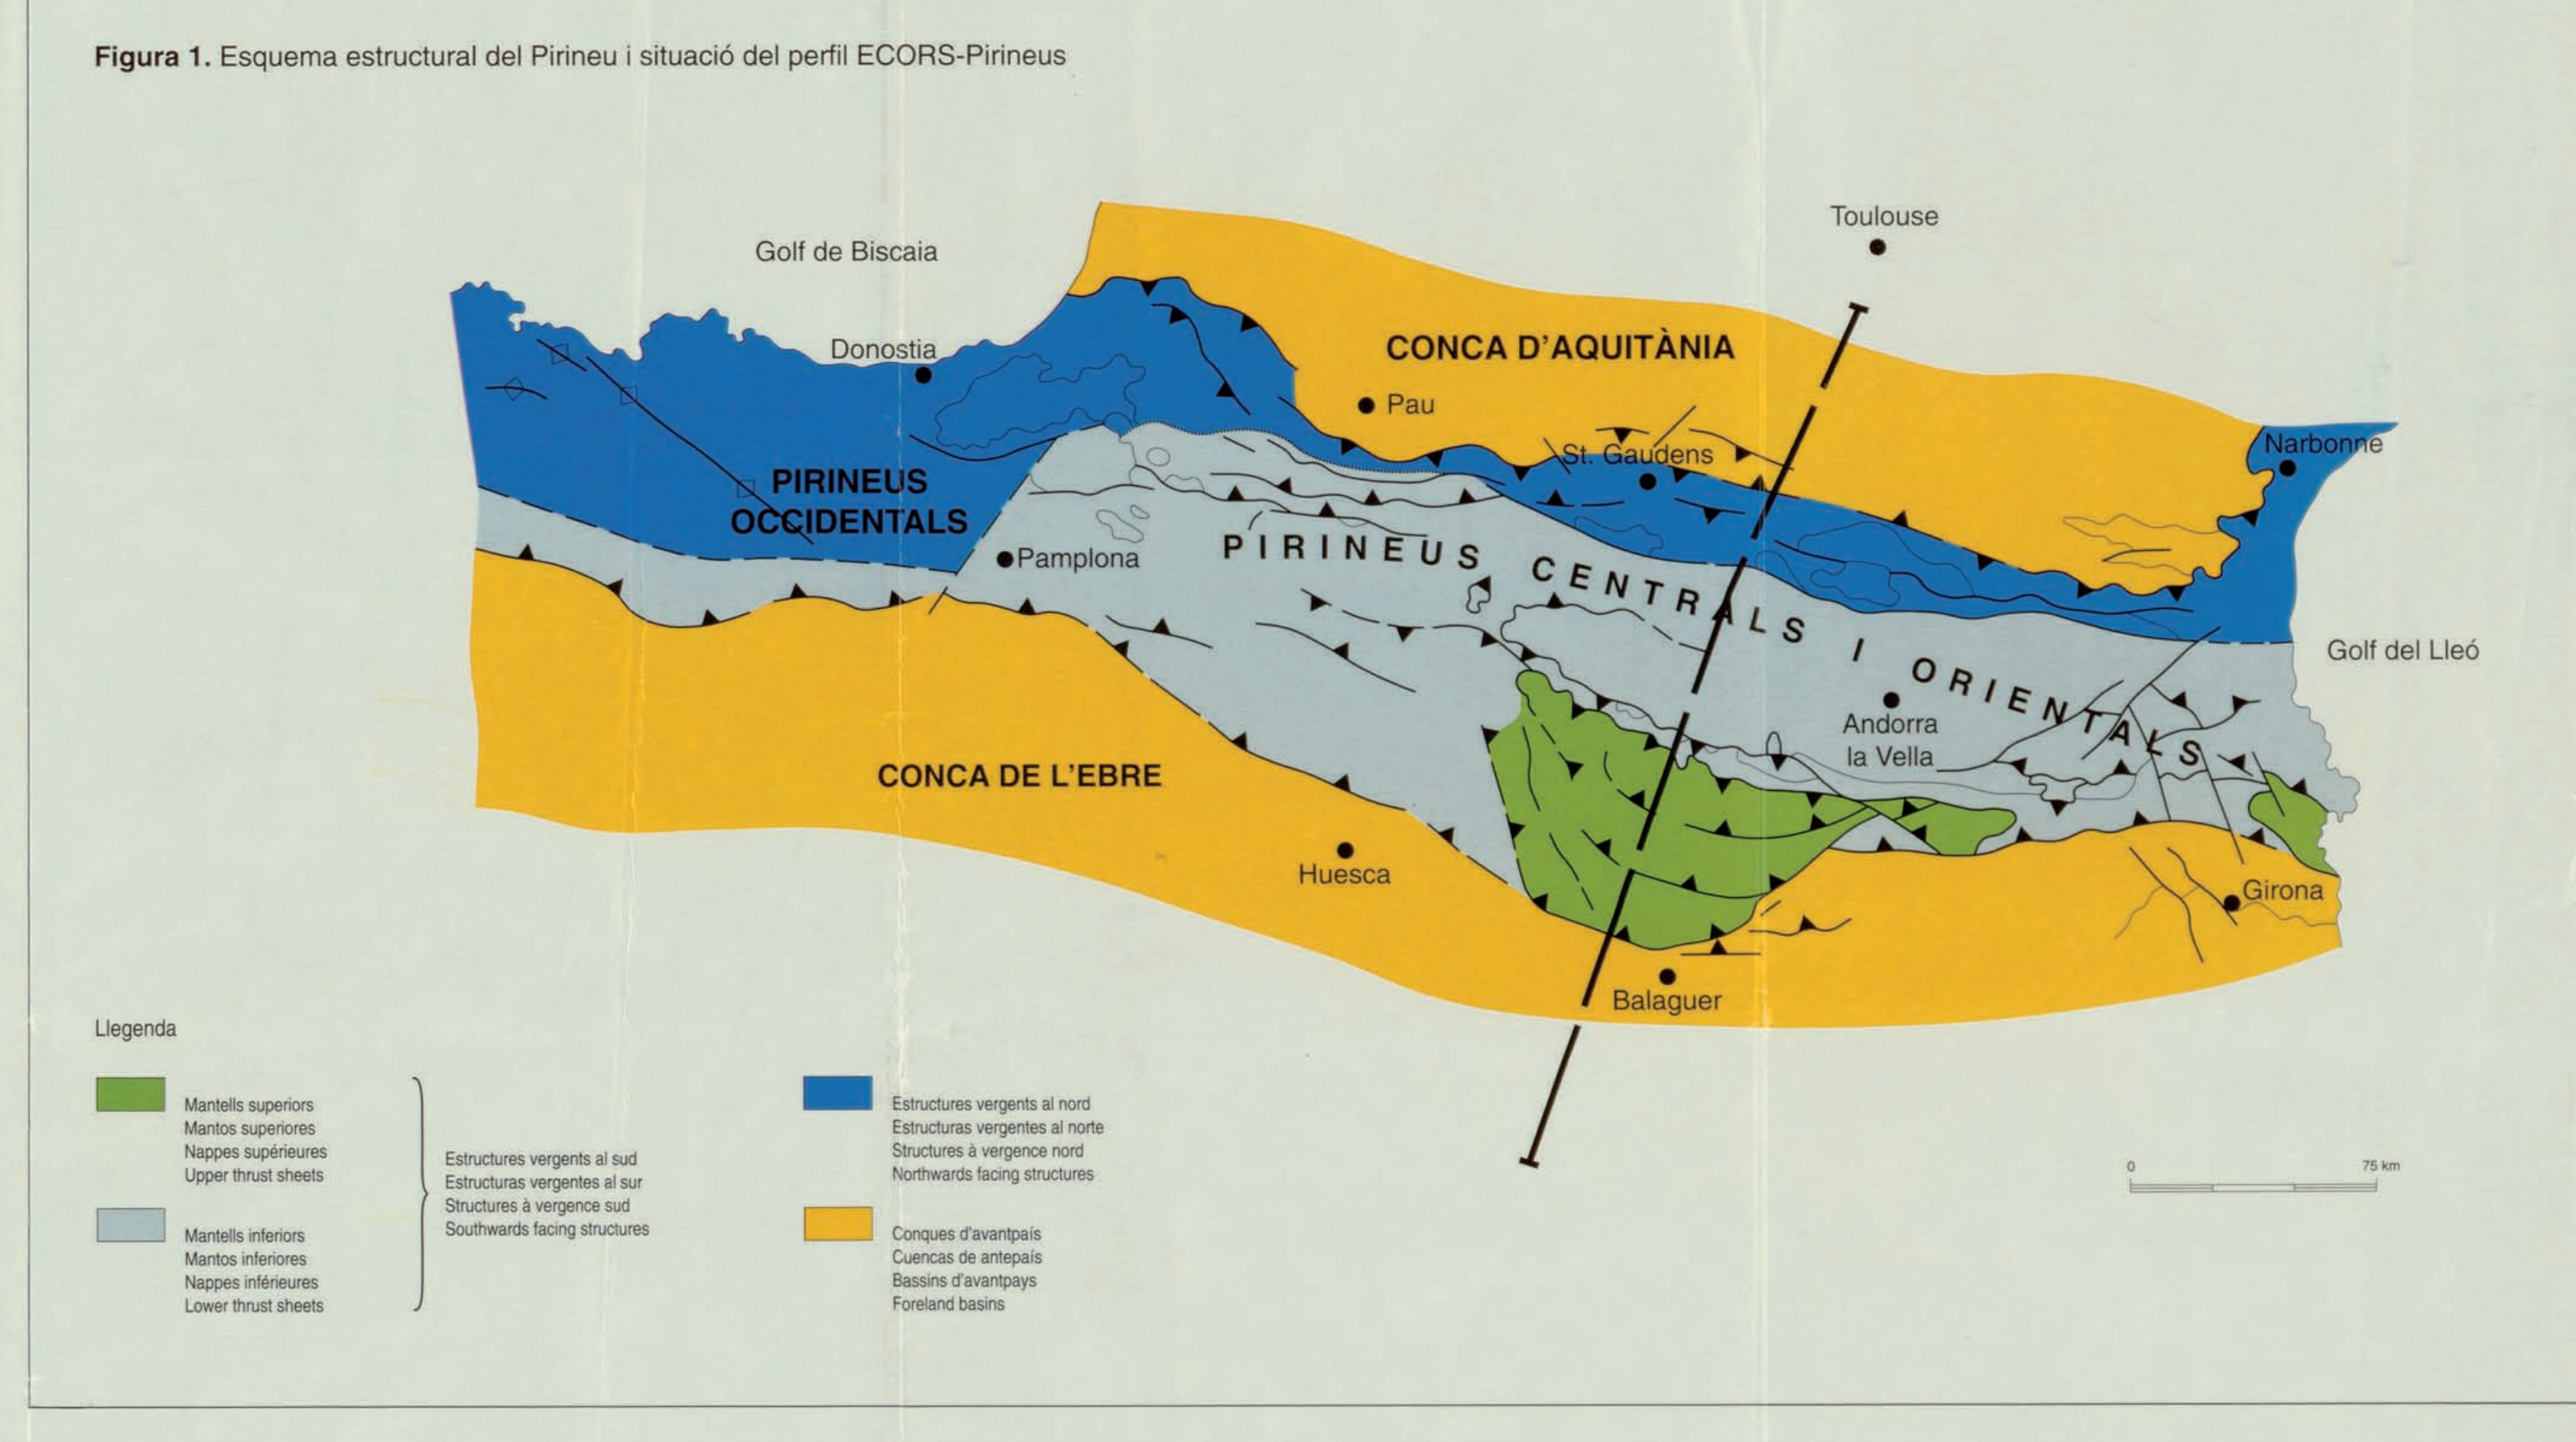 Figura 1. Esquema estructural del Pirineu i situació del perfil ECORS-Pirineus
Toulouse
Golf de Biscaia
Donostia
CONCA D'AQUITÀNIA
Pau
St. Gaudens
Narbonne
PIRINEUS
OCCIDENTALS
Pamplona
PIRINEUS CENTRALS I ORIENTALS
Golf del Lleó
Andorra
la Vella
CONCA DE L'EBRE
Huesca
Girona
Balaguer
Llegenda
Mantells superiors
Mantos superiores
Nappes supérieures
Upper thrust sheets
Mantells inferiors
Mantos inferiores
Nappes inférieures
Lower thrust sheets
Estructures vergents al sud
Estructuras vergentes al sur
Structures à vergence sud
Southwards facing structures
Estructures vergents al nord
Estructuras vergentes al norte
Structures à vergence nord
Northwards facing structures
Conques d'avantpaís
Cuencas de antepaís
Bassins d'avantpays
Foreland basins
0 75 km